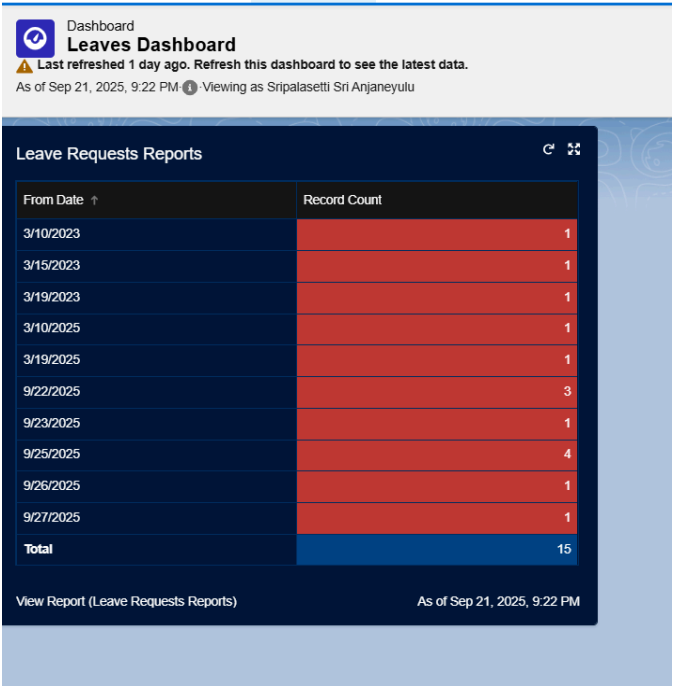 Dashboard
Leaves Dashboard
Last refreshed 1 day ago. Refresh this dashboard to see the latest data.
As of Sep 21, 2025, 9:22 PM·Viewing as Sripalasetti Sri Anjaneyulu
Leave Requests Reports
From Date ↑ Record Count
3/10/2023 1
3/15/2023 1
3/19/2023 1
3/10/2025 1
3/19/2025 1
9/22/2025 3
9/23/2025 1
9/25/2025 4
9/26/2025 1
9/27/2025 1
Total 15
View Report (Leave Requests Reports) As of Sep 21, 2025, 9:22 PM